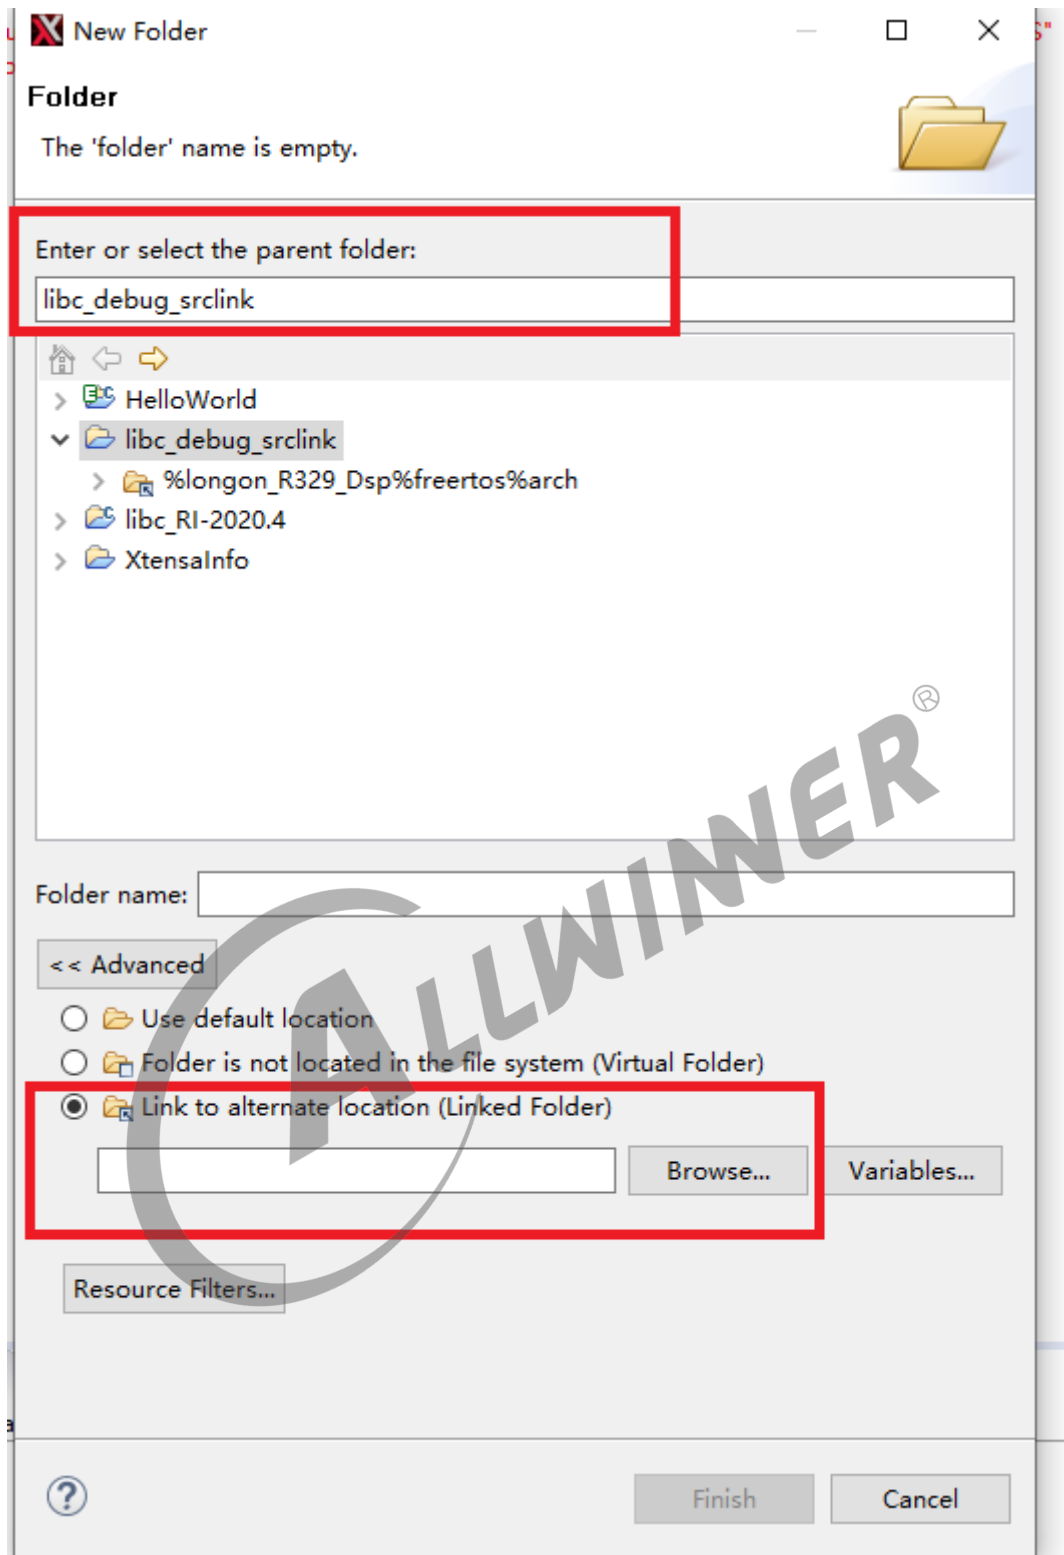 New Folder
S"
Folder
The 'folder' name is empty.
Enter or select the parent folder:
libc_debug_srclink
HelloWorld
libc_debug_srclink
%longon_R329_Dsp%freertos%arch
libc_RI-2020.4
XtensaInfo
Folder name:
<< Advanced
Use default location
Folder is not located in the file system (Virtual Folder)
Link to alternate location (Linked Folder)
Browse...
Variables...
Resource Filters...
Finish
Cancel
ALLWINNER®